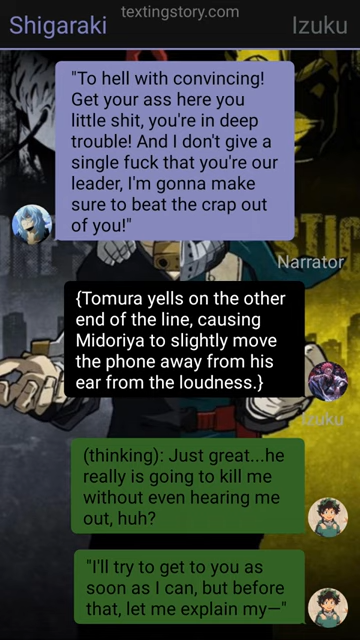 textingstory.com
Shigaraki
Izuku
"To hell with convincing!
Get your ass here you
little shit, you're in deep
trouble! And I don't give a
single fuck that you're our
leader, I'm gonna make
sure to beat the crap out
of you!"
Narrator
{Tomura yells on the other
end of the line, causing
Midoriya to slightly move
the phone away from his
ear from the loudness.}
Izuku
(thinking): Just great...he
really is going to kill me
without even hearing me
out, huh?
"I'll try to get to you as
soon as I can, but before
that, let me explain my—"